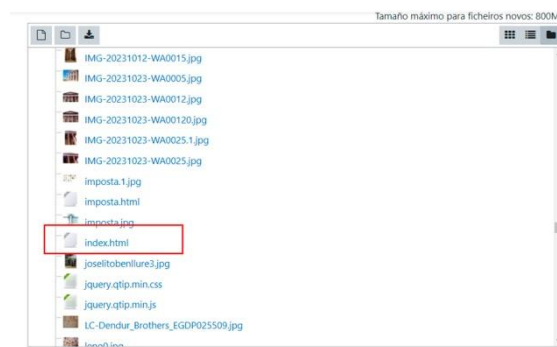 Tamaño máximo para ficheiros novos: 800M
IMG-20231012-WA0015.jpg
IMG-20231023-WA0005.jpg
IMG-20231023-WA0012.jpg
IMG-20231023-WA00120.jpg
IMG-20231023-WA0025.1.jpg
IMG-20231023-WA0025.jpg
imposta.1.jpg
imposta.html
imposta.jpg
index.html
joselitobenllure3.jpg
jquery.qtip.min.css
jquery.qtip.min.js
LC-Dendur_Brothers_EGDP025509.jpg